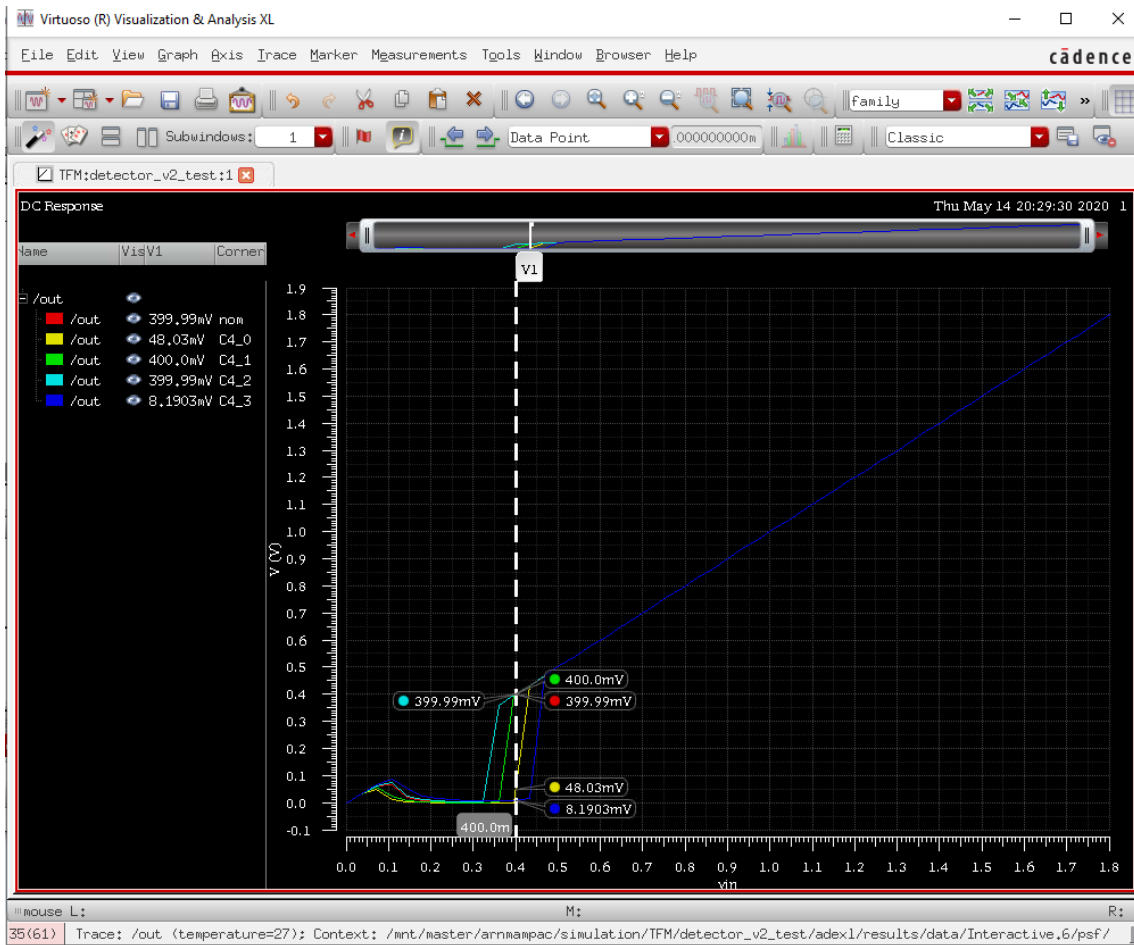 Virtuoso (R) Visualization & Analysis XL
File Edit View Graph Axis Trace Marker Measurements Tools Window Browser Help
cādence
family
»
Subwindows: 1
Data Point
.000000000m
Classic
TFM:detector_v2_test:1
DC Response
Thu May 14 20:29:30 2020 1
Name Vis V1 Corner
/out
/out 399.99mV nom
/out 48.03mV C4_0
/out 400.0mV C4_1
/out 399.99mV C4_2
/out 8.1903mV C4_3
V1
1.9
1.8
1.7
1.6
1.5
1.4
1.3
1.2
1.1
1.0
0.9
0.8
0.7
0.6
0.5
0.4
0.3
0.2
0.1
0.0
-0.1
V (V)
400.0mV
399.99mV
399.99mV
48.03mV
8.1903mV
400.0m
0.0 0.1 0.2 0.3 0.4 0.5 0.6 0.7 0.8 0.9 1.0 1.1 1.2 1.3 1.4 1.5 1.6 1.7 1.8
vin
mouse L: M: R:
35(61) Trace: /out (temperature=27); Context: /mnt/master/arnmampac/simulation/TFM/detector_v2_test/adexl/results/data/Interactive.6/psf/